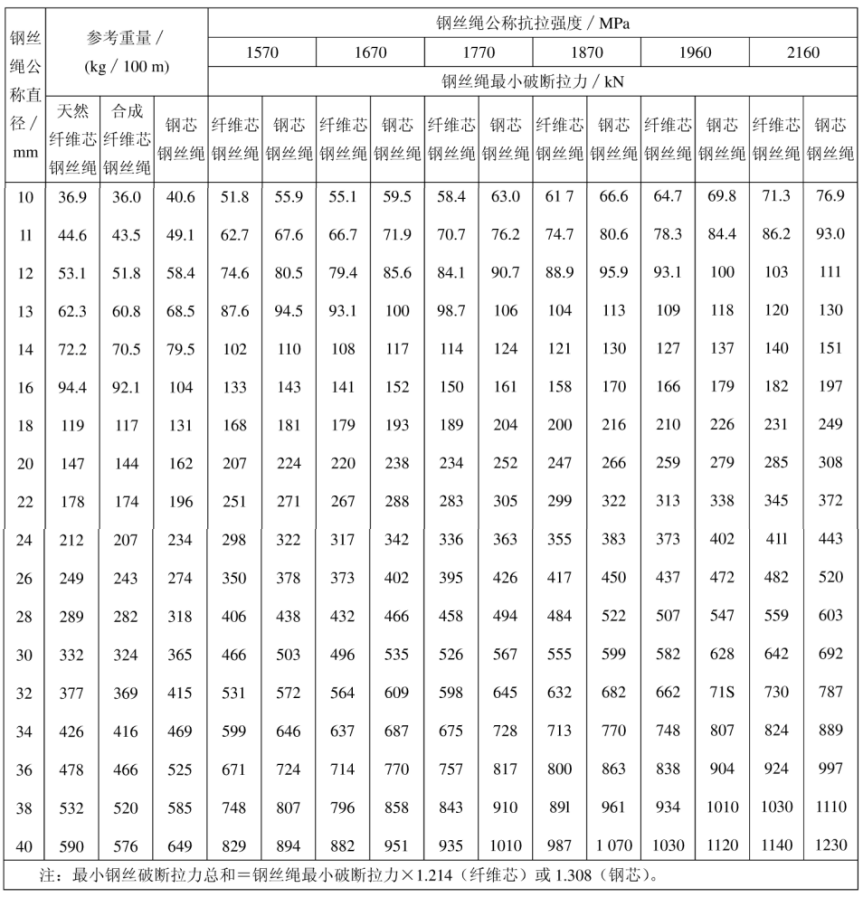 钢丝绳公称直径／mm 参考重量／(kg／100 m) 钢丝绳公称抗拉强度／MPa
1570 1670 1770 1870 1960 2160
钢丝绳最小破断拉力／kN
天然纤维芯钢丝绳 合成纤维芯钢丝绳 钢芯钢丝绳 纤维芯钢丝绳 钢芯钢丝绳 纤维芯钢丝绳 钢芯钢丝绳 纤维芯钢丝绳 钢芯钢丝绳 纤维芯钢丝绳 钢芯钢丝绳 纤维芯钢丝绳 钢芯钢丝绳 纤维芯钢丝绳 钢芯钢丝绳
10 36.9 36.0 40.6 51.8 55.9 55.1 59.5 58.4 63.0 61 7 66.6 64.7 69.8 71.3 76.9
1l 44.6 43.5 49.1 62.7 67.6 66.7 71.9 70.7 76.2 74.7 80.6 78.3 84.4 86.2 93.0
12 53.1 51.8 58.4 74.6 80.5 79.4 85.6 84.1 90.7 88.9 95.9 93.1 100 103 111
13 62.3 60.8 68.5 87.6 94.5 93.1 100 98.7 106 104 113 109 118 120 130
14 72.2 70.5 79.5 102 110 108 117 114 124 121 130 127 137 140 151
16 94.4 92.1 104 133 143 141 152 150 161 158 170 166 179 182 197
18 119 117 131 168 181 179 193 189 204 200 216 210 226 231 249
20 147 144 162 207 224 220 238 234 252 247 266 259 279 285 308
22 178 174 196 251 271 267 288 283 305 299 322 313 338 345 372
24 212 207 234 298 322 317 342 336 363 355 383 373 402 41l 443
26 249 243 274 350 378 373 402 395 426 417 450 437 472 482 520
28 289 282 318 406 438 432 466 458 494 484 522 507 547 559 603
30 332 324 365 466 503 496 535 526 567 555 599 582 628 642 692
32 377 369 415 531 572 564 609 598 645 632 682 662 71S 730 787
34 426 416 469 599 646 637 687 675 728 713 770 748 807 824 889
36 478 466 525 671 724 714 770 757 817 800 863 838 904 924 997
38 532 520 585 748 807 796 858 843 910 89l 961 934 1010 1030 1110
40 590 576 649 829 894 882 951 935 1010 987 1 070 1030 1120 1140 1230
注：最小钢丝破断拉力总和＝钢丝绳最小破断拉力×1.214（纤维芯）或1.308（钢芯）。